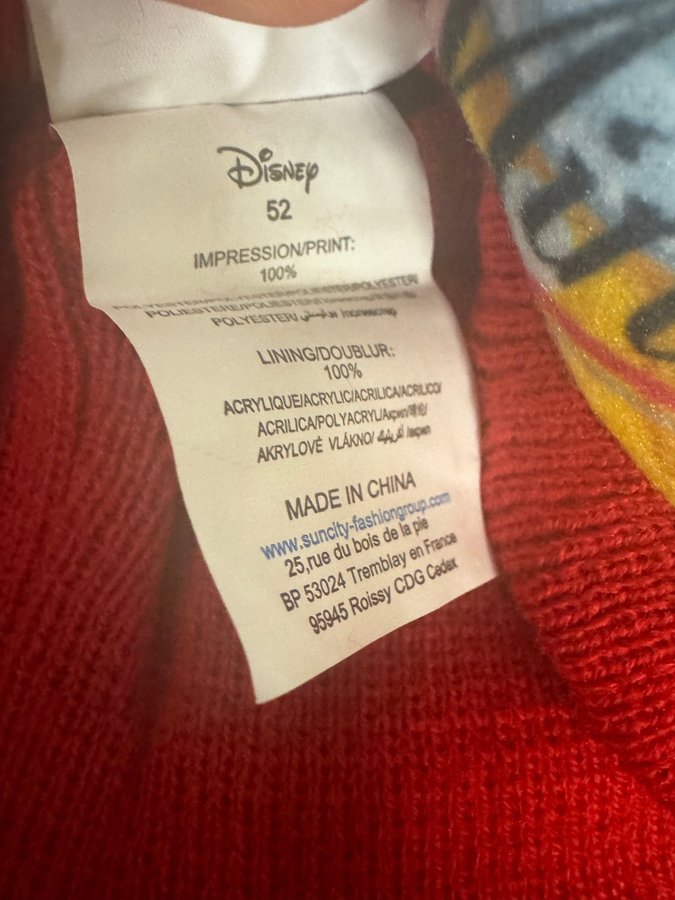 Disney
52
IMPRESSION/PRINT:
100%
POLYESTER/
LINING/DOUBLUR:
100%
ACRYLIQUE/ACRYLIC/ACRILICA/ACRILICO/
ACRILICA/POLYACRYL/Акрил/
AKRYLOVÉ VLÁKNO/
MADE IN CHINA
www.suncity-fashiongroup.com
25,rue du bois de la pie
BP 53024 Tremblay en France
95945 Roissy CDG Cedex